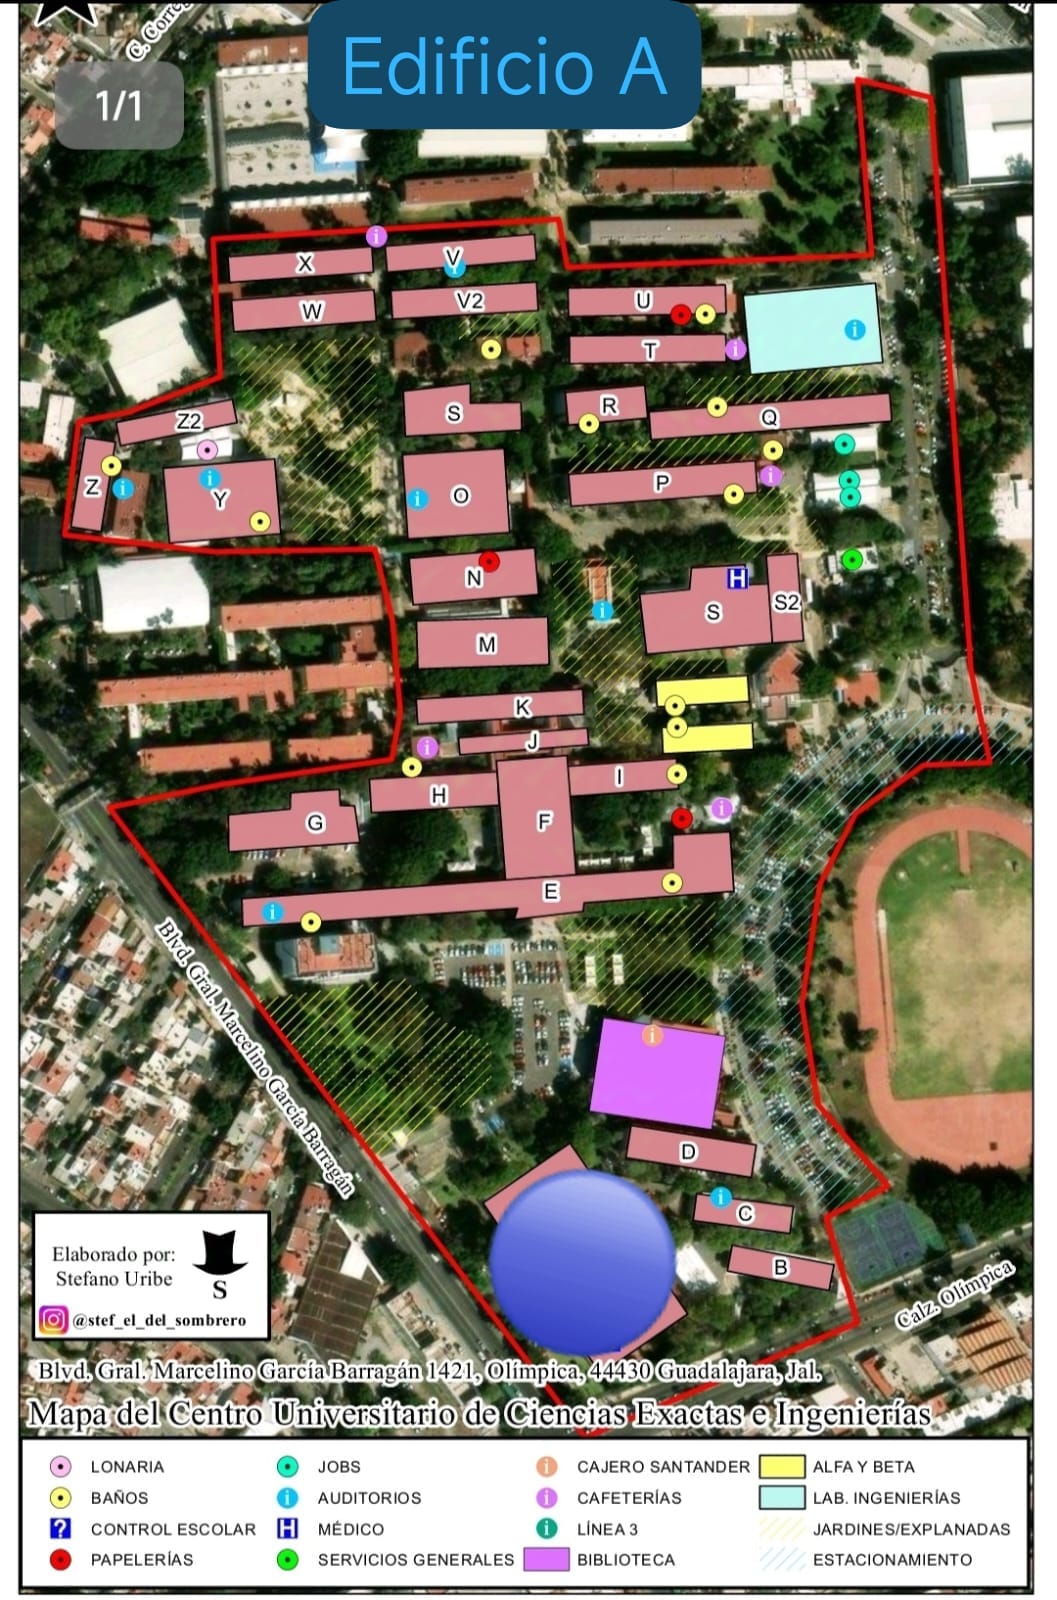 C. Correg
Edificio A
1/1
X
V
W
V2
U
T
Z2
S
R
Q
Z
Y
O
P
N
S
S2
H
M
K
J
I
H
G
F
E
Blvd. Gral. Marcelino García Barragán
D
C
B
Calz. Olímpica
Elaborado por:
Stefano Uribe
S
@stef_el_del_sombrero
Blvd. Gral. Marcelino García Barragán 1421, Olímpica, 44430 Guadalajara, Jal.
Mapa del Centro Universitario de Ciencias Exactas e Ingenierías
LONARIA
JOBS
CAJERO SANTANDER
ALFA Y BETA
BAÑOS
AUDITORIOS
CAFETERÍAS
LAB. INGENIERÍAS
? CONTROL ESCOLAR
H MÉDICO
LÍNEA 3
JARDINES/EXPLANADAS
PAPELERÍAS
SERVICIOS GENERALES
BIBLIOTECA
ESTACIONAMIENTO